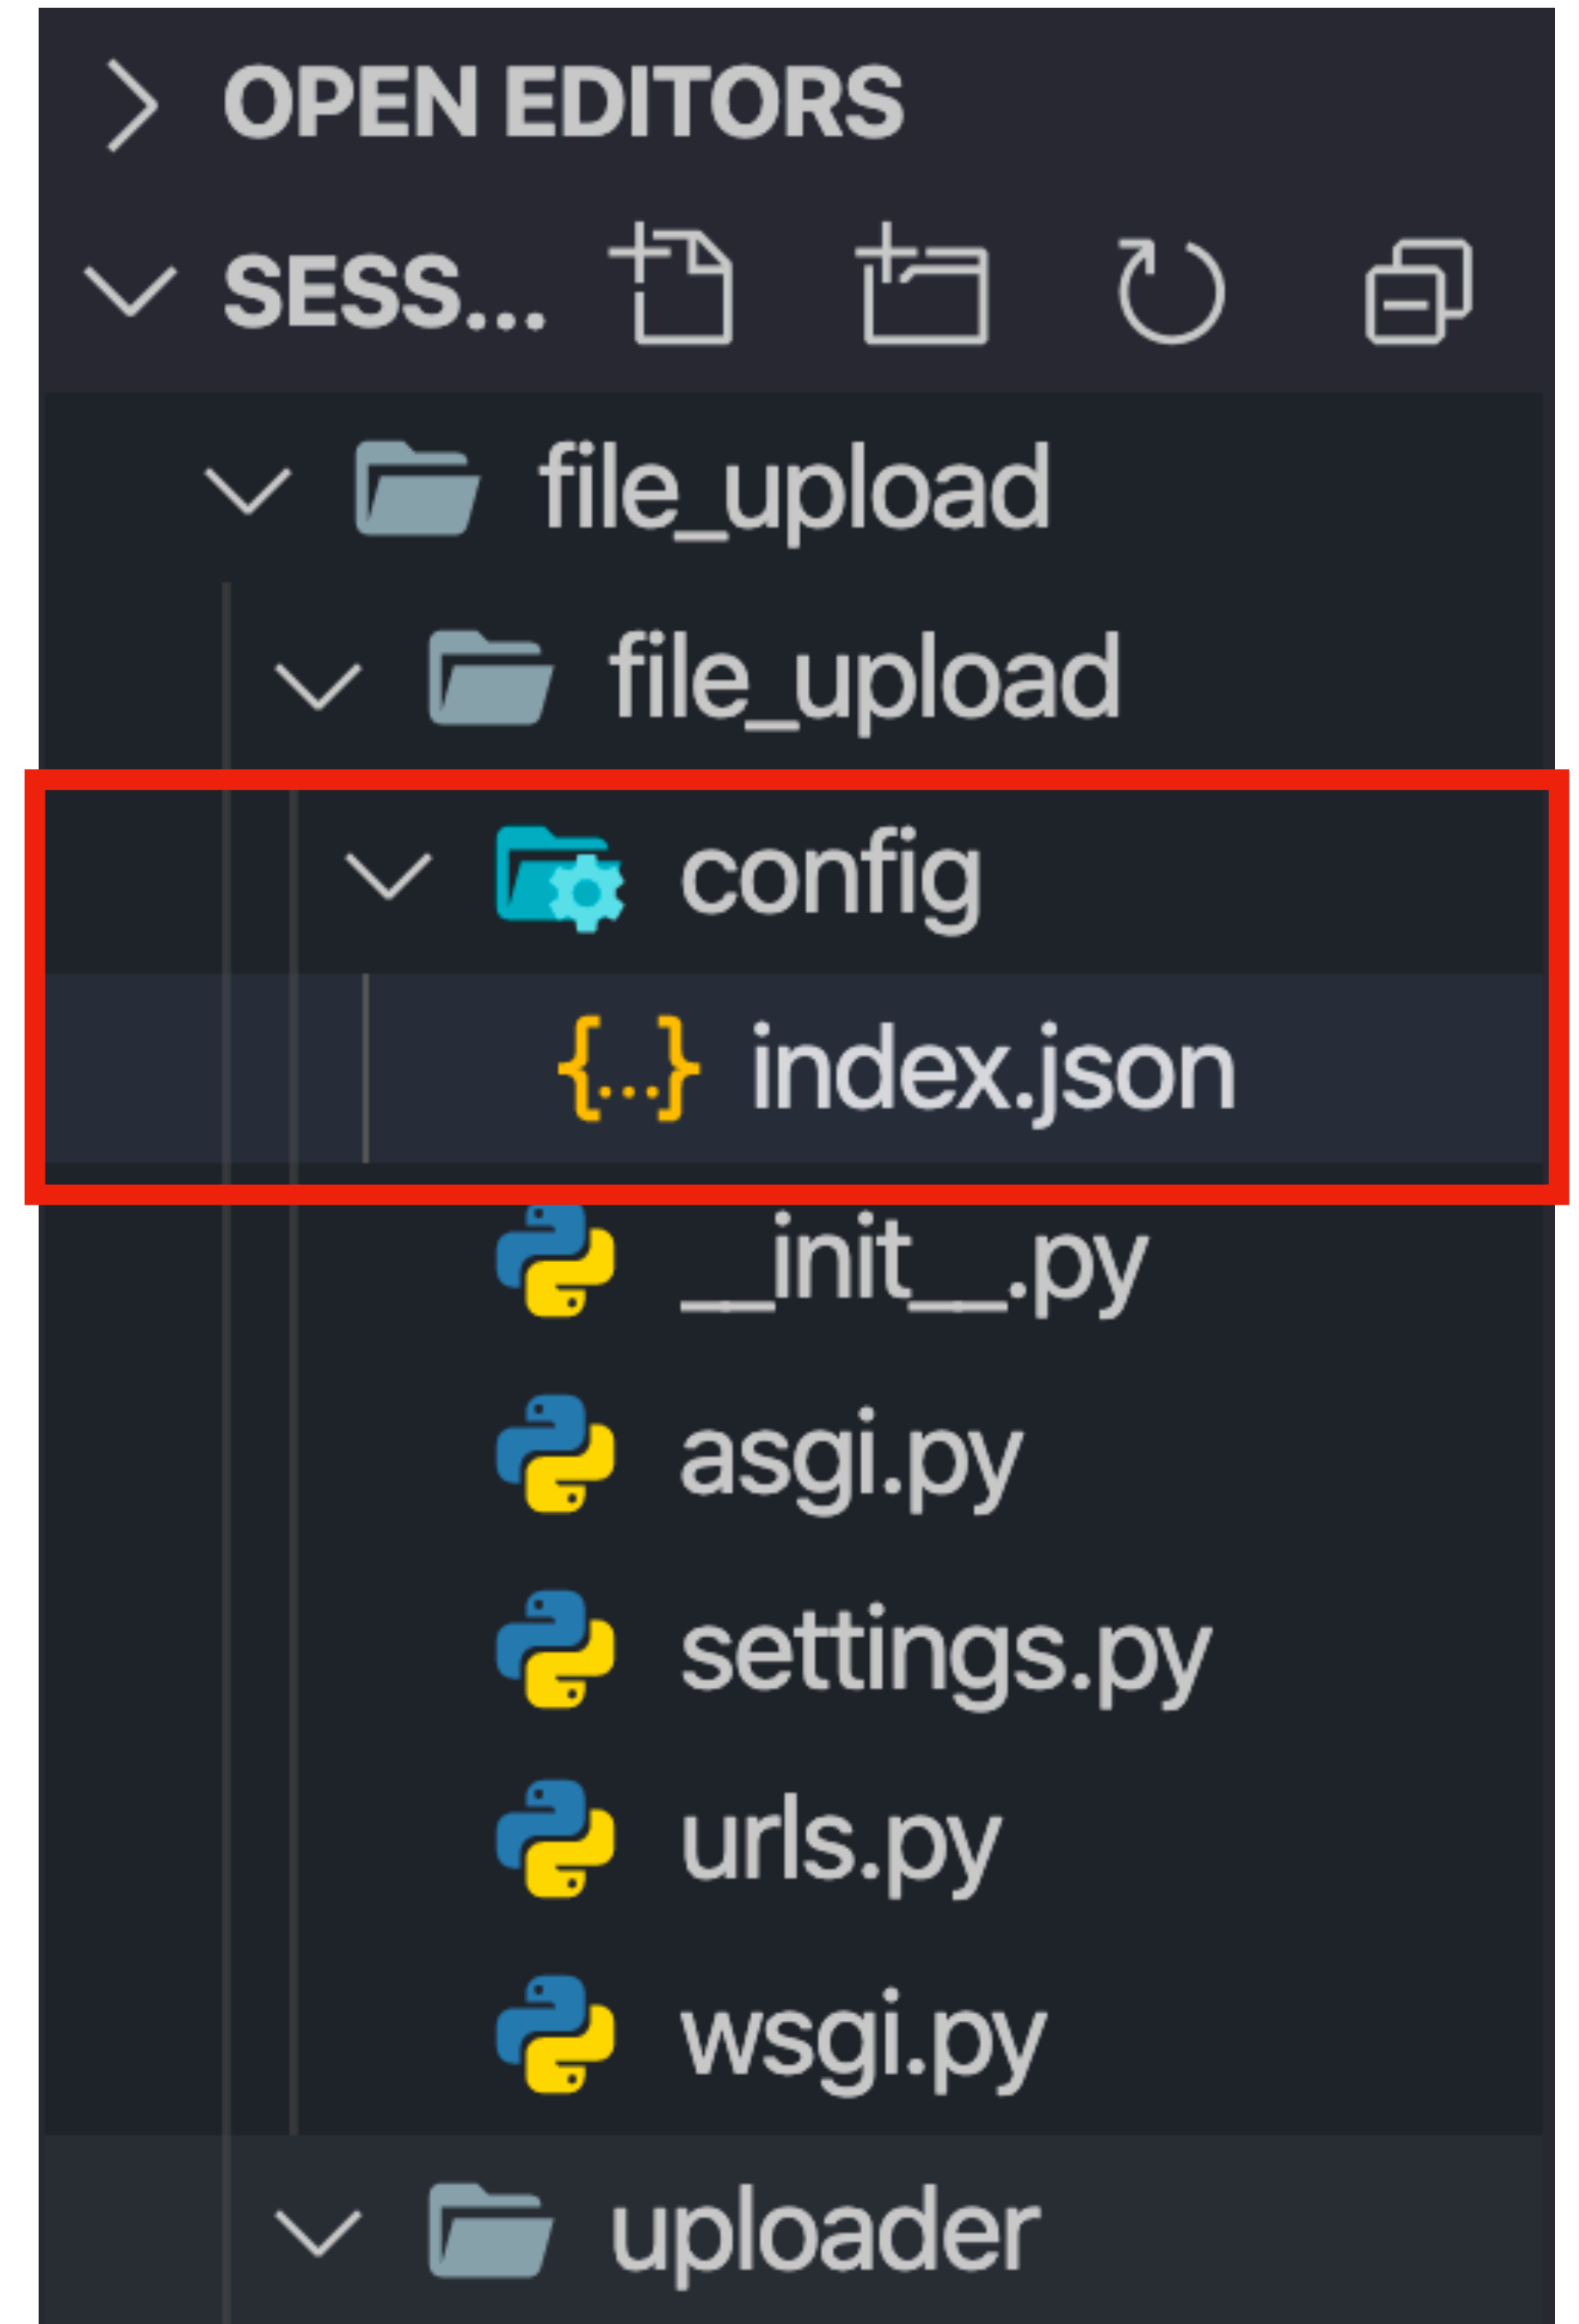 OPEN EDITORS
SESS...
file_upload
file_upload
config
{...} index.json
__init__.py
asgi.py
settings.py
urls.py
wsgi.py
uploader